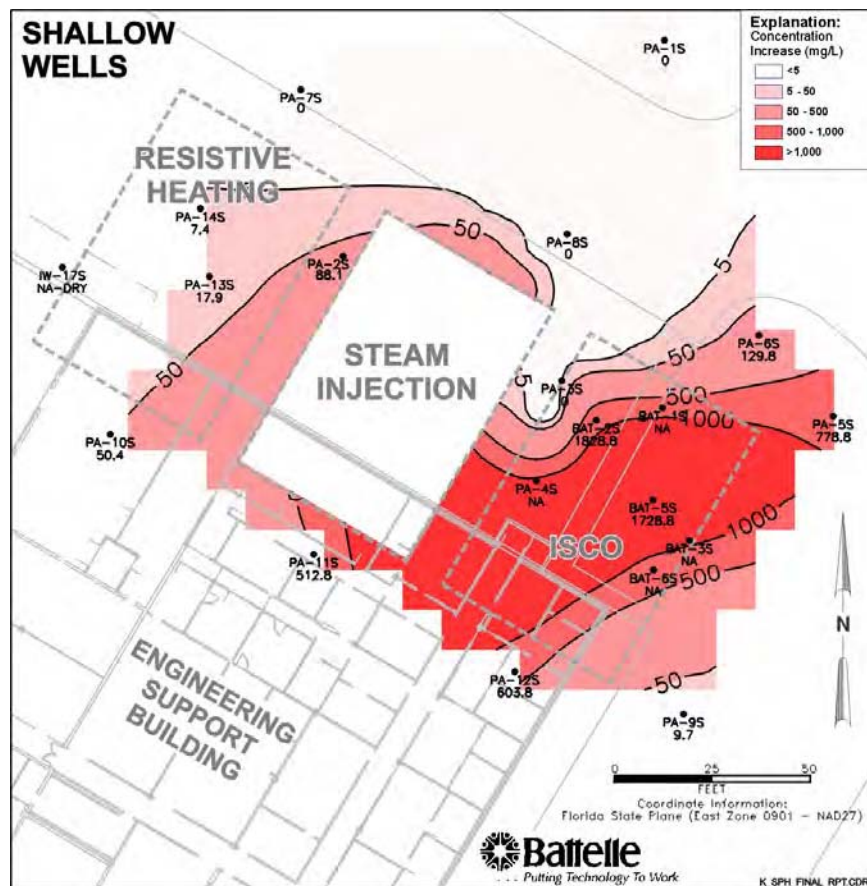 SHALLOW
WELLS
Explanation:
Concentration
Increase (mg/L)
<5
5 - 50
50 - 500
500 - 1,000
>1,000
PA-1S
0
PA-7S
0
RESISTIVE
HEATING
PA-14S
7.4
50
PA-8S
0
5
IW-17S
NA-DRY
PA-13S
17.9
PA-2S
88.1
STEAM
INJECTION
PA-6S
129.8
50
50
5
PA-3S
0
500
BAT-1S
NA
1000
PA-5S
778.8
BAT-2S
1828.8
PA-10S
50.4
PA-4S
NA
BAT-5S
1728.8
1000
ISCO
BAT-3S
NA
PA-11S
512.8
BAT-6S
NA
500
ENGINEERING
SUPPORT
BUILDING
PA-12S
603.8
50
PA-9S
9.7
N
0 25 50
FEET
Coordinate Information:
Florida State Plane (East Zone 0901 - NAD27)
Battelle
. . . Putting Technology To Work
K_SPH_FINAL_RPT.CDR